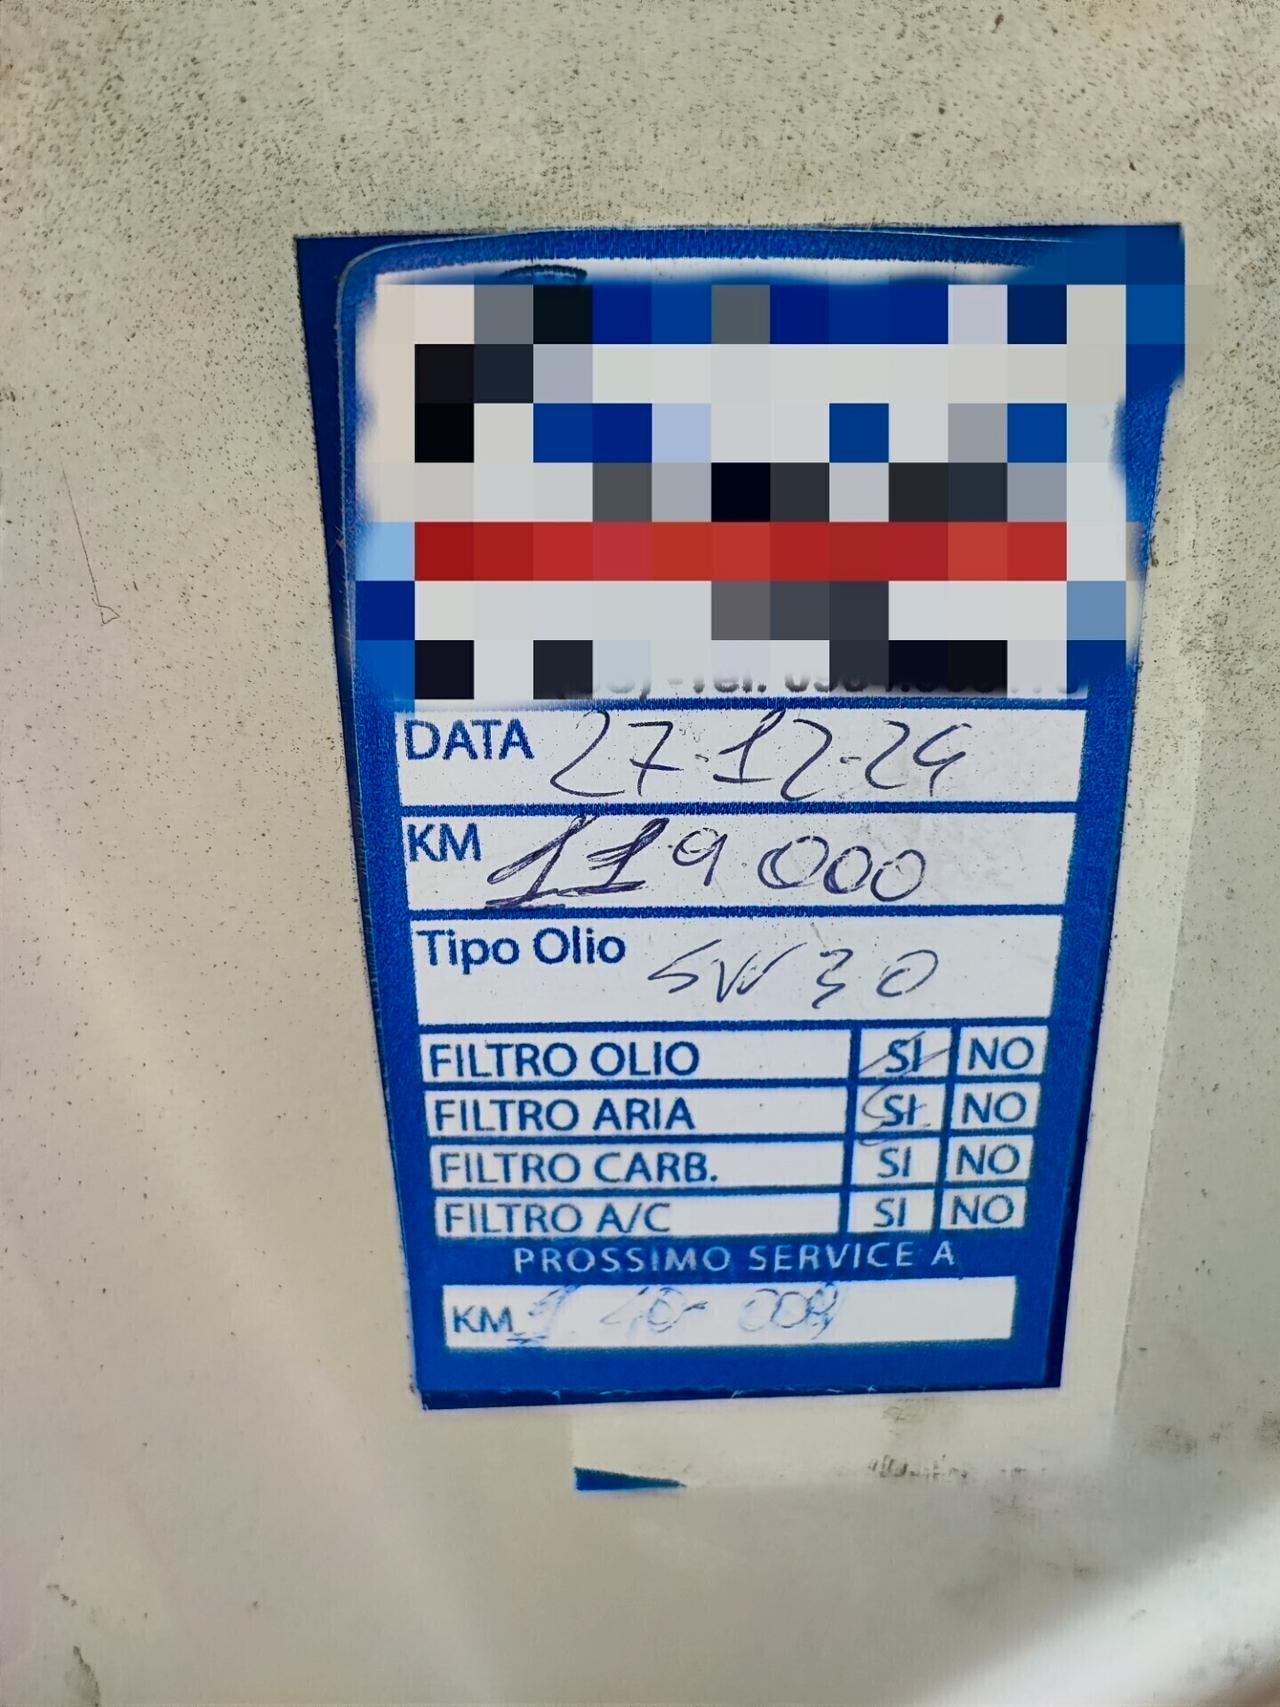 DATA 27-12-24
KM 119.000
Tipo Olio 5W30
FILTRO OLIO SI NO
FILTRO ARIA SI NO
FILTRO CARB. SI NO
FILTRO A/C SI NO
PROSSIMO SERVICE A
KM